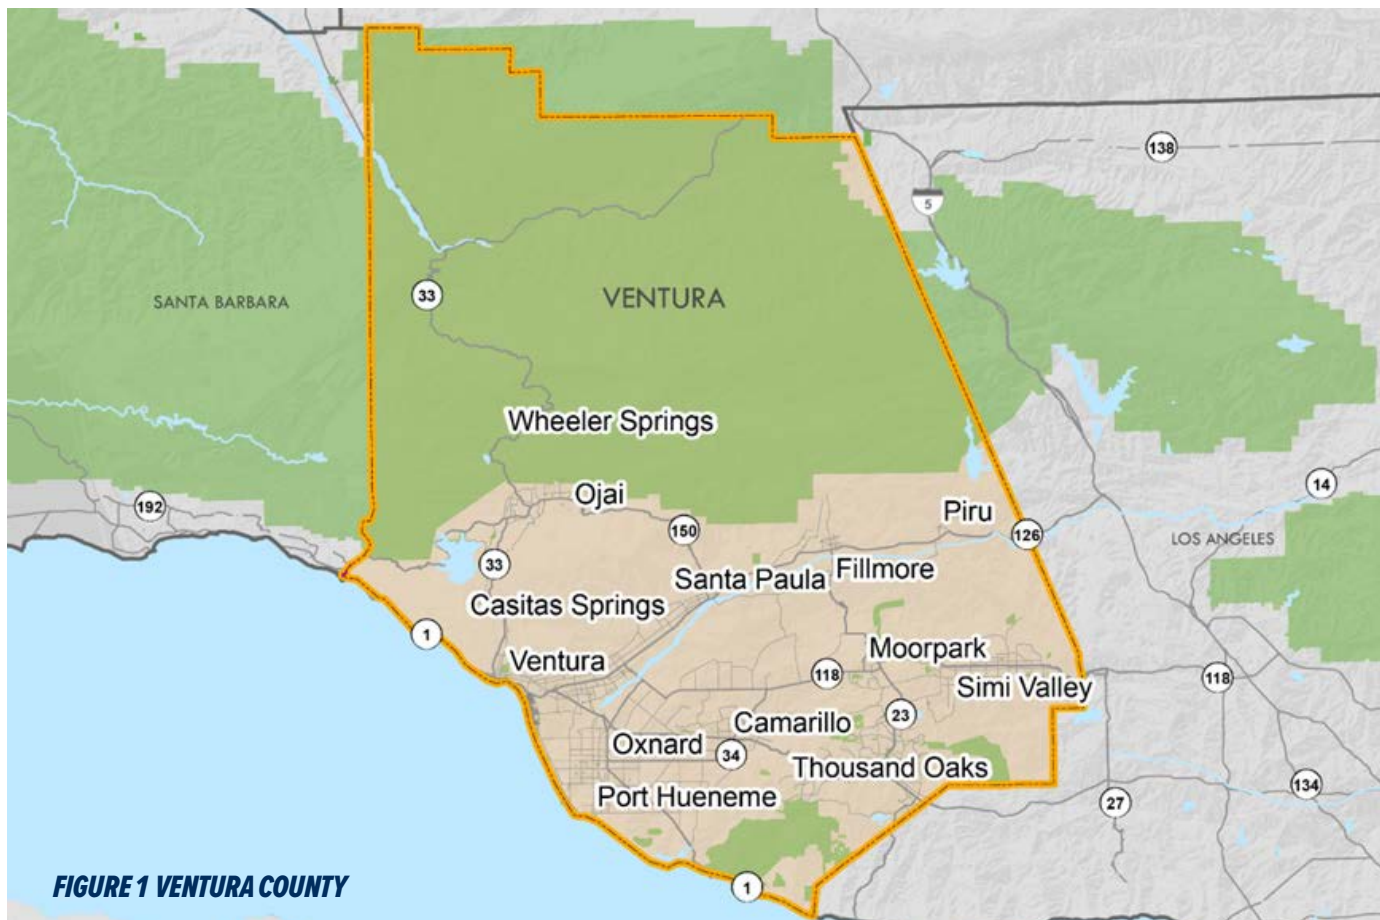 138
5
SANTA BARBARA
33
VENTURA
Wheeler Springs
14
192
Ojai
150
Piru
126
LOS ANGELES
33
Santa Paula
Fillmore
Casitas Springs
1
Ventura
Moorpark
118
118
Simi Valley
23
Camarillo
Oxnard
34
Thousand Oaks
134
Port Hueneme
27
FIGURE 1 VENTURA COUNTY
1